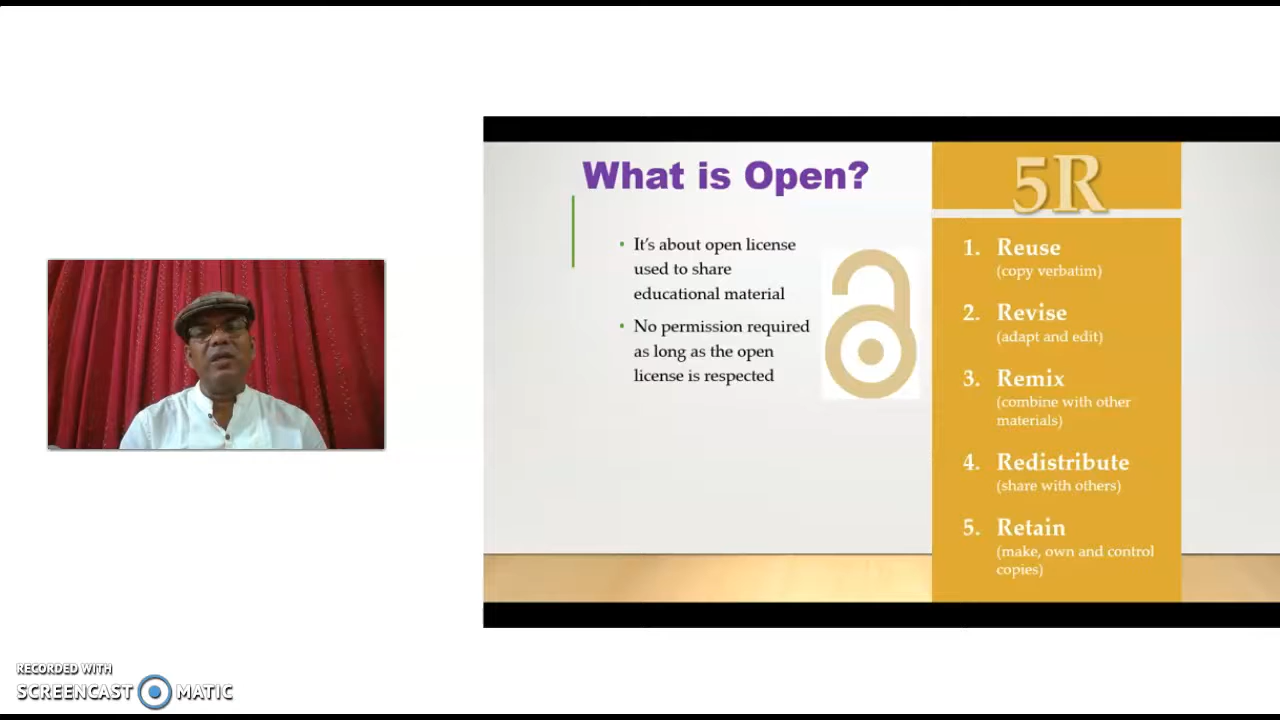 What is Open?
• It's about open license
used to share
educational material
• No permission required
as long as the open
license is respected
5R
1. Reuse
(copy verbatim)
2. Revise
(adapt and edit)
3. Remix
(combine with other
materials)
4. Redistribute
(share with others)
5. Retain
(make, own and control
copies)
RECORDED WITH
SCREENCAST MATIC